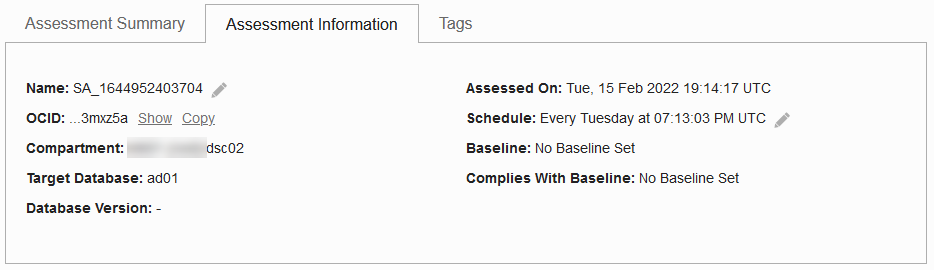 Assessment Summary
Assessment Information
Tags
Name: SA_1644952403704
OCID: ...3mxz5a Show Copy
Compartment: dsc02
Target Database: ad01
Database Version: -
Assessed On: Tue, 15 Feb 2022 19:14:17 UTC
Schedule: Every Tuesday at 07:13:03 PM UTC
Baseline: No Baseline Set
Complies With Baseline: No Baseline Set